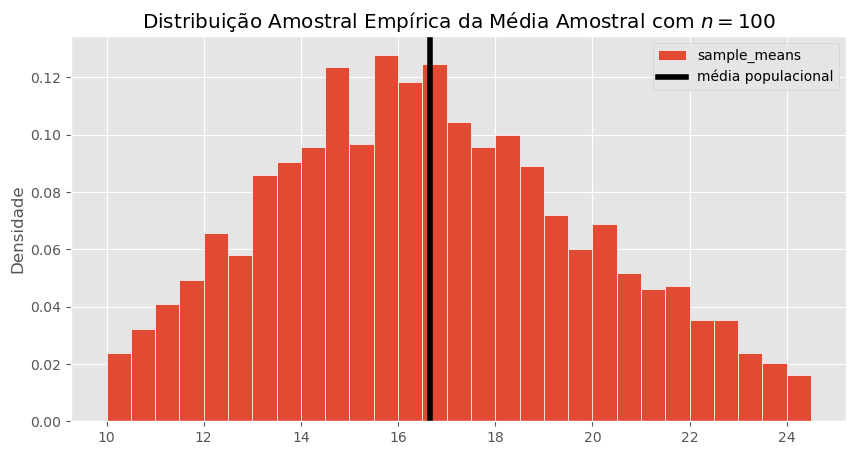 Distribuição Amostral Empírica da Média Amostral com n = 100
sample_means
média populacional
Densidade
0.12
0.10
0.08
0.06
0.04
0.02
0.00
10 12 14 16 18 20 22 24